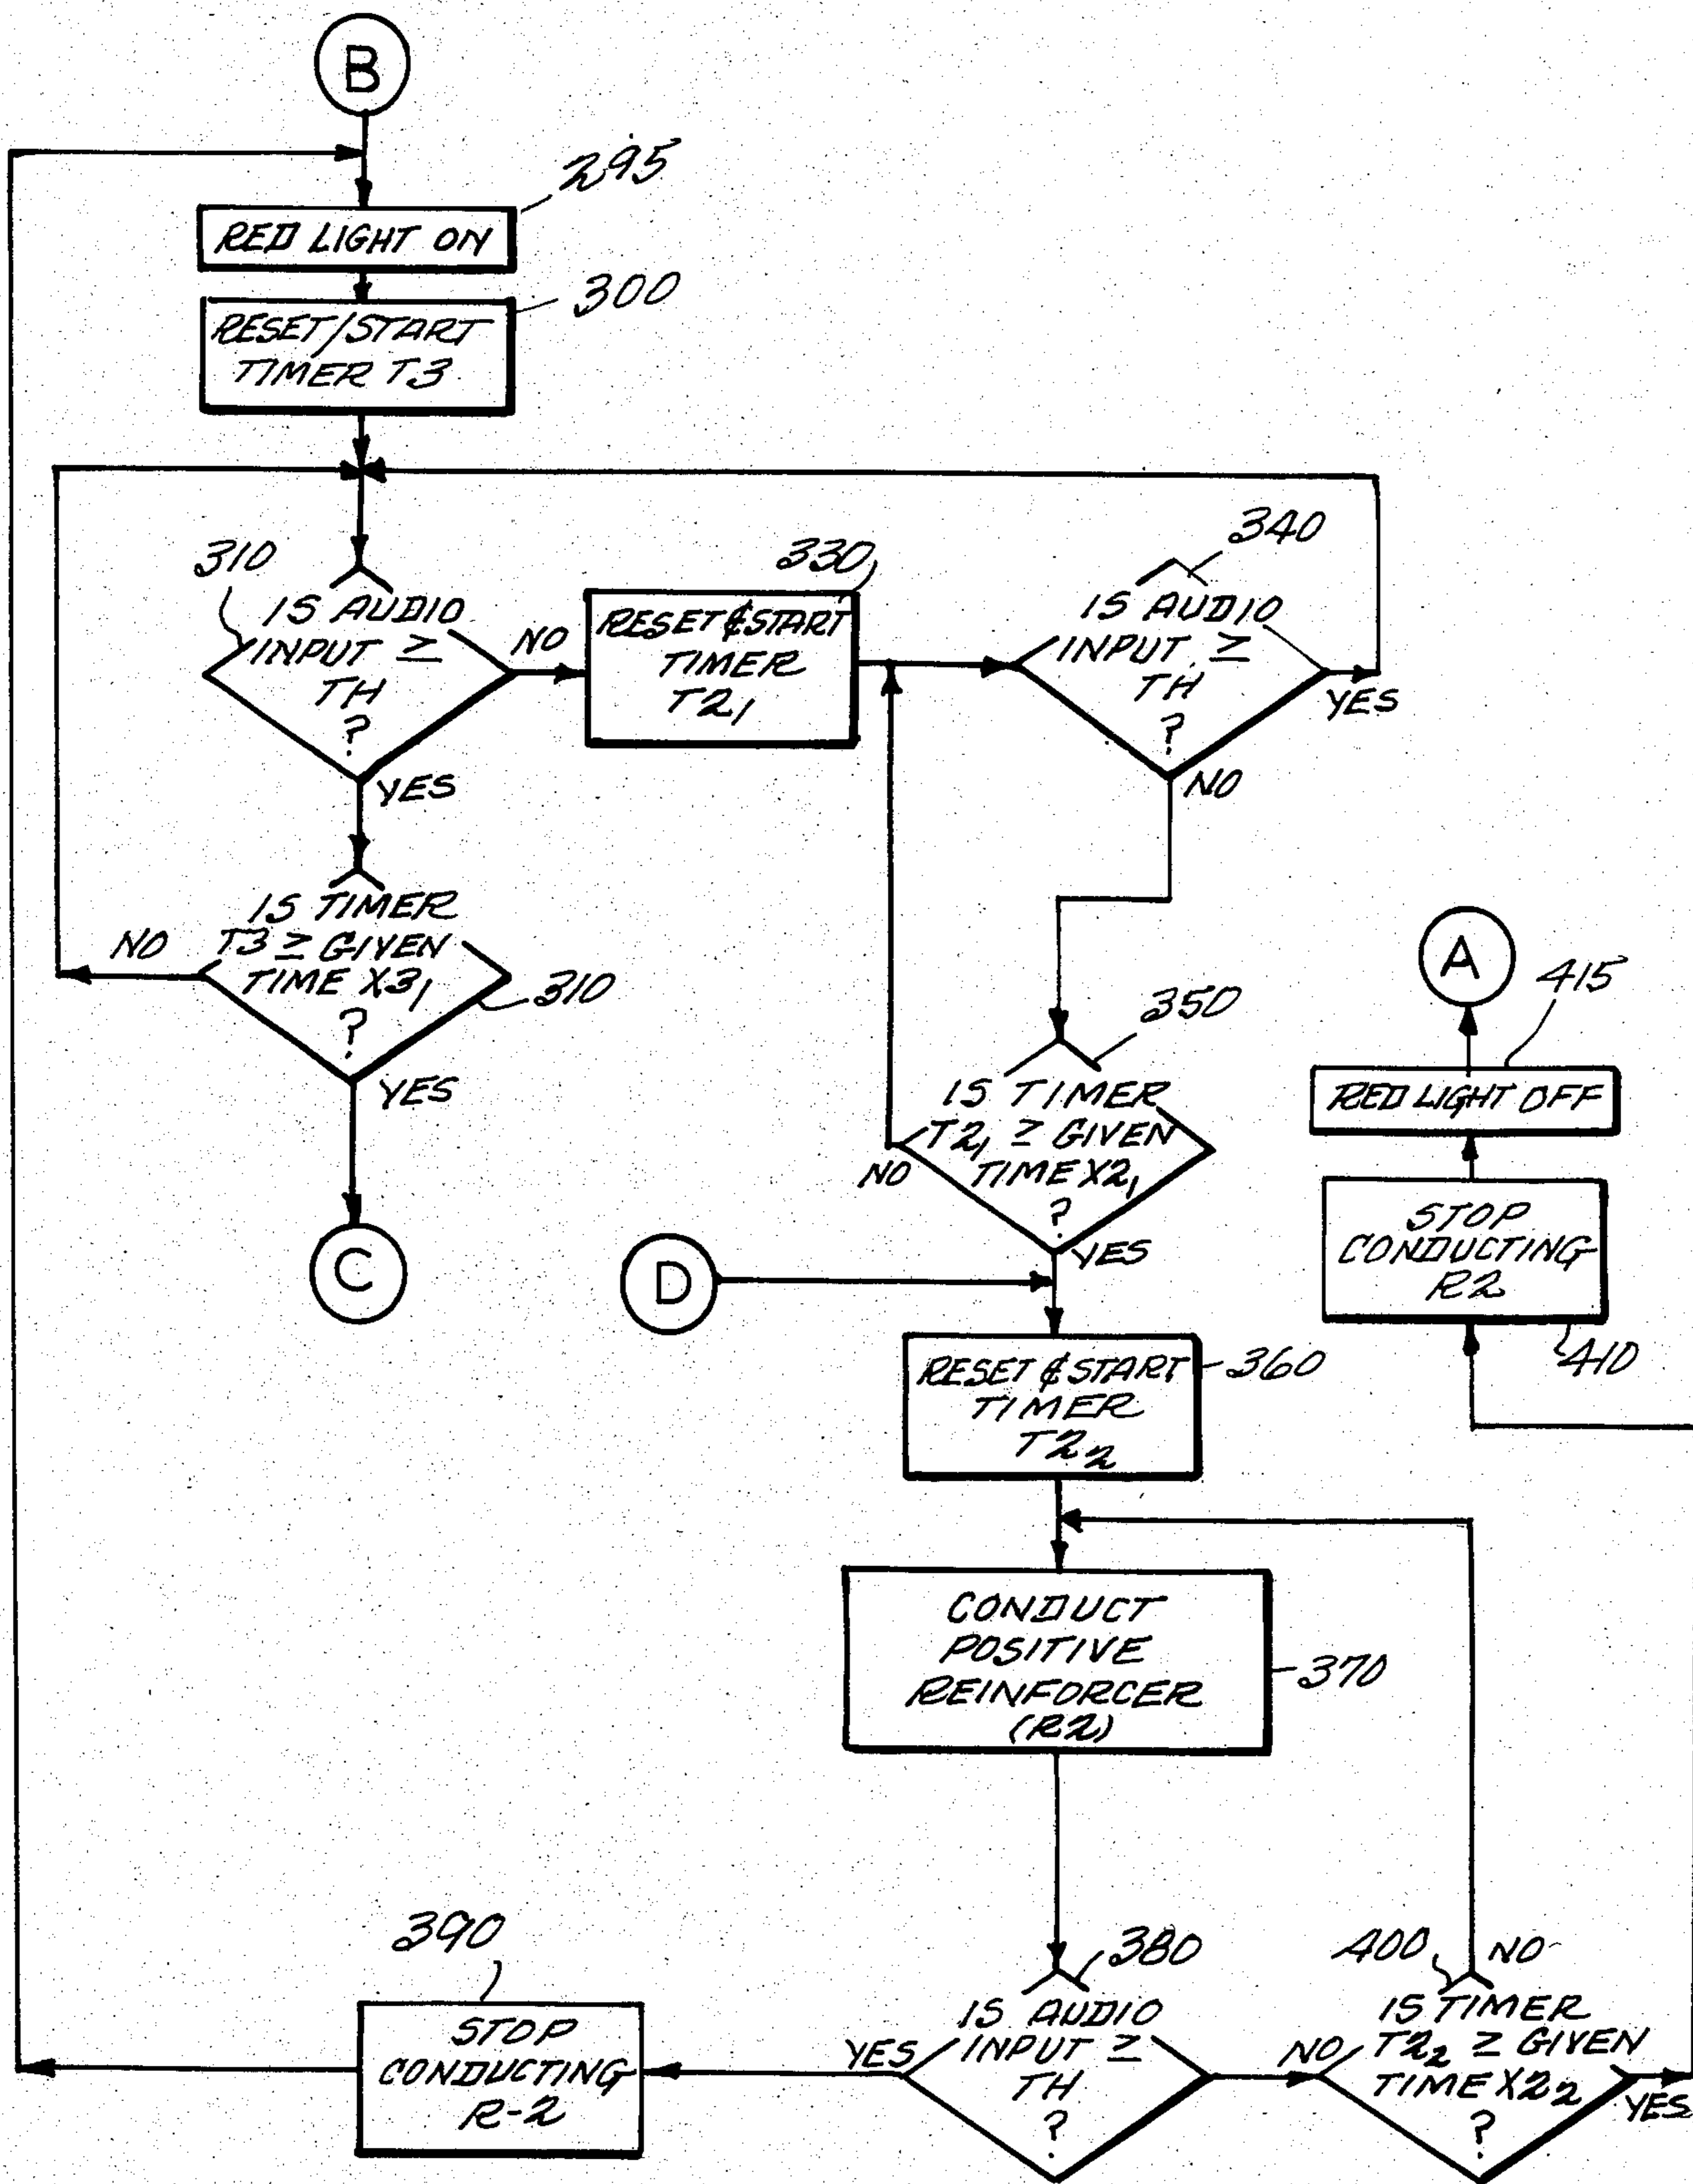 B
295
RED LIGHT ON
300
RESET/START
TIMER T3
310
IS AUDIO
INPUT ≥
TH
?
NO
YES
330
RESET & START
TIMER
T2₁
340
IS AUDIO
INPUT ≥
TH
?
YES
NO
IS TIMER
T3 ≥ GIVEN
TIME X3₁
?
NO
310
YES
C
350
IS TIMER
T2₁ ≥ GIVEN
TIME X2₁
?
NO
YES
A
415
RED LIGHT OFF
STOP
CONDUCTING
R2
410
D
RESET & START
TIMER
T2₂
360
CONDUCT
POSITIVE
REINFORCER
(R2)
370
390
STOP
CONDUCTING
R-2
380
IS AUDIO
INPUT ≥
TH
?
YES
NO
400
NO
IS TIMER
T2₂ ≥ GIVEN
TIME X2₂
?
YES